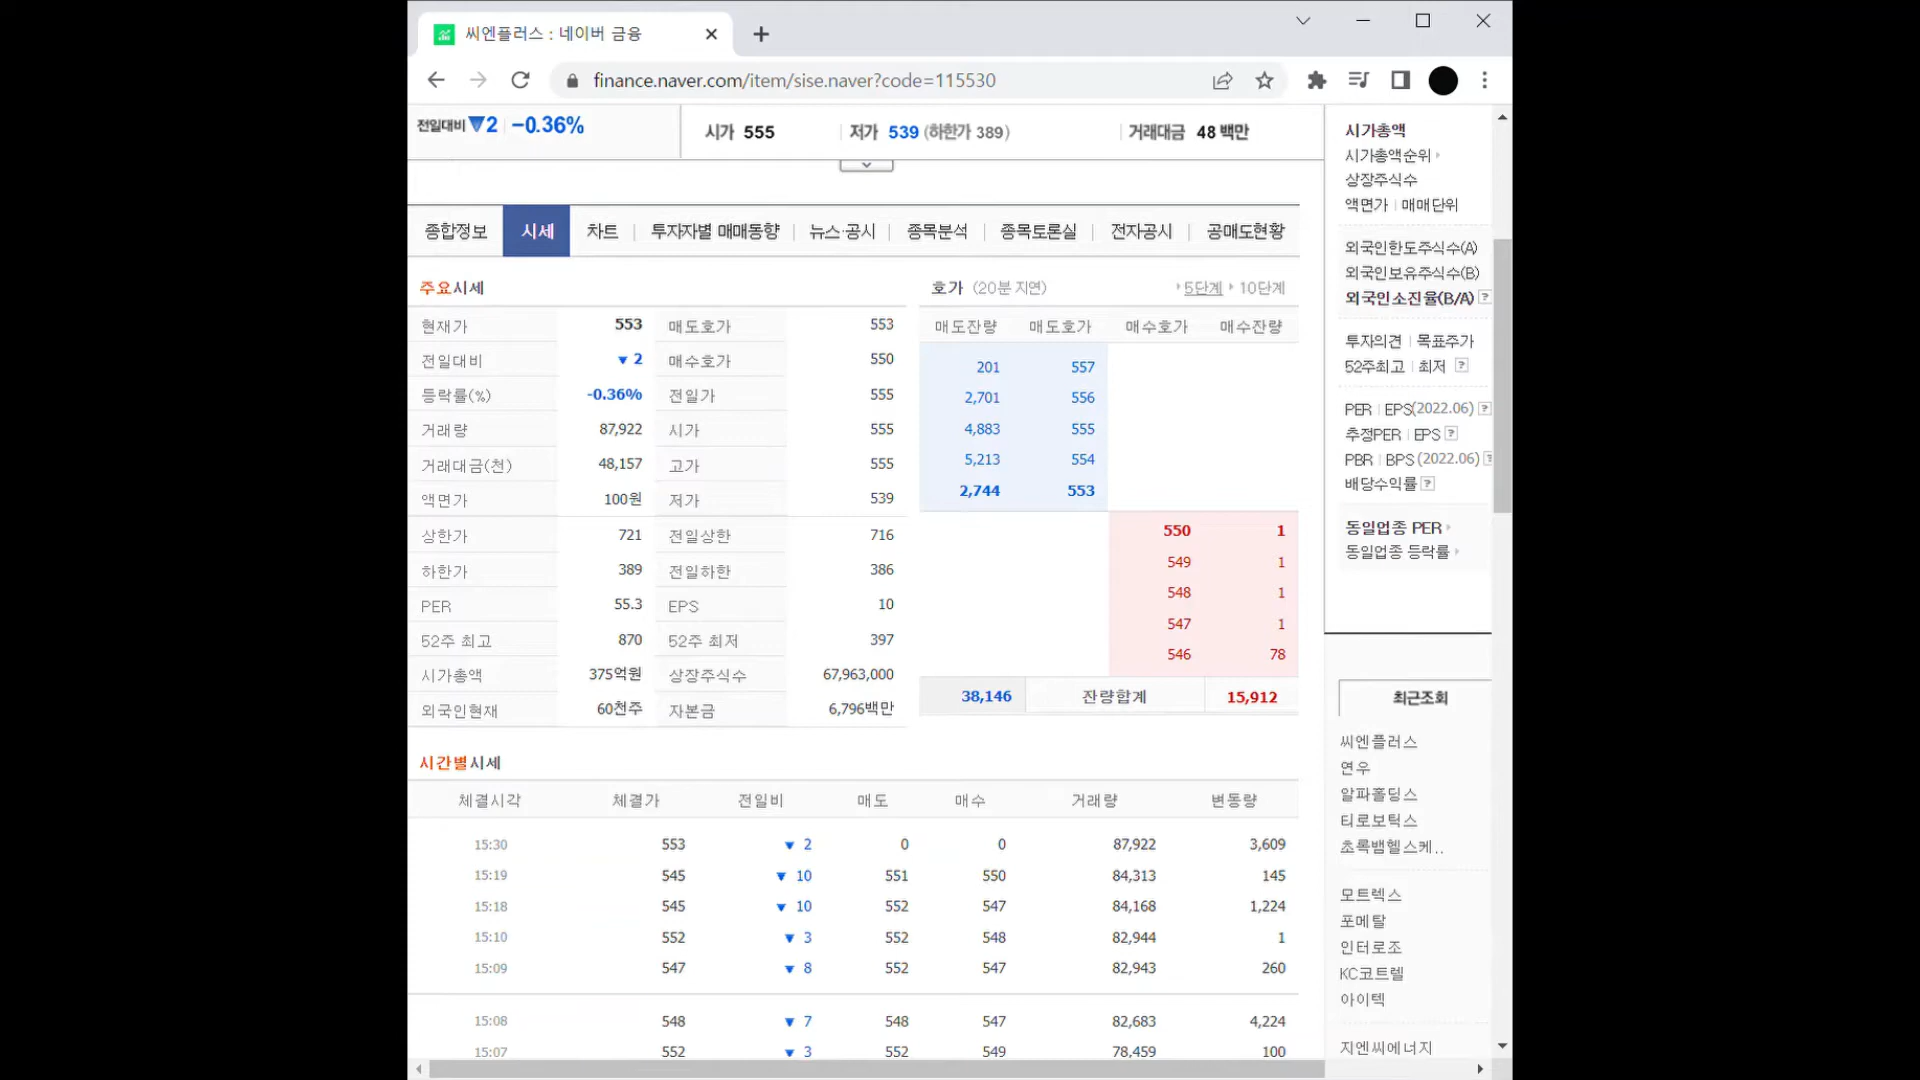 씨엔플러스 : 네이버 금융
finance.naver.com/item/sise.naver?code=115530
전일대비 ▼2 -0.36% 시가 555 저가 539 (하한가 389) 거래대금 48 백만
종합정보 시세 차트 투자자별 매매동향 뉴스·공시 종목분석 종목토론실 전자공시 공매도현황
주요시세
현재가 553 매도호가 553
전일대비 ▼ 2 매수호가 550
등락률(%) -0.36% 전일가 555
거래량 87,922 시가 555
거래대금(천) 48,157 고가 555
액면가 100원 저가 539
상한가 721 전일상한 716
하한가 389 전일하한 386
PER 55.3 EPS 10
52주 최고 870 52주 최저 397
시가총액 375억원 상장주식수 67,963,000
외국인현재 60천주 자본금 6,796백만
호가 (20분 지연) 5단계 10단계
매도잔량 매도호가 매수호가 매수잔량
201 557
2,701 556
4,883 555
5,213 554
2,744 553
550 1
549 1
548 1
547 1
546 78
38,146 잔량합계 15,912
시간별시세
체결시각 체결가 전일비 매도 매수 거래량 변동량
15:30 553 ▼ 2 0 0 87,922 3,609
15:19 545 ▼ 10 551 550 84,313 145
15:18 545 ▼ 10 552 547 84,168 1,224
15:10 552 ▼ 3 552 548 82,944 1
15:09 547 ▼ 8 552 547 82,943 260
15:08 548 ▼ 7 548 547 82,683 4,224
15:07 552 ▼ 3 552 549 78,459 100
시가총액
시가총액순위
상장주식수
액면가 매매단위
외국인한도주식수(A)
외국인보유주식수(B)
외국인소진율(B/A) ?
투자의견 목표주가
52주최고 최저 ?
PER EPS(2022.06) ?
추정PER EPS ?
PBR BPS (2022.06) ?
배당수익률 ?
동일업종 PER
동일업종 등락률
최근조회
씨엔플러스
연우
알파홀딩스
티로보틱스
초록뱀헬스케..
모트렉스
포메탈
인터로조
KC코트렐
아이텍
지엔씨에너지